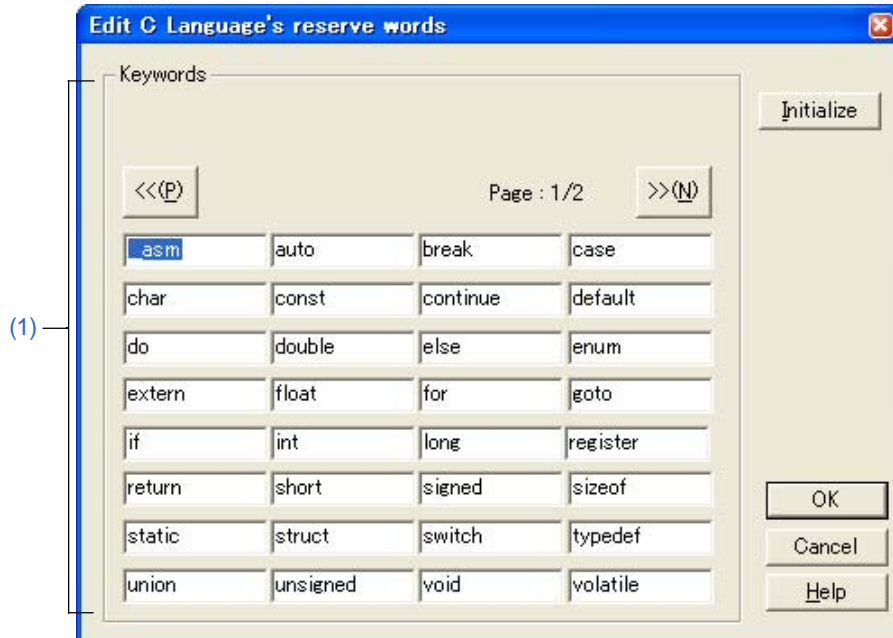 Edit C Language's reserve words
Keywords
Initialize
<<(P) Page : 1/2 >>(N)
_asm auto break case
char const continue default
(1)
do double else enum
extern float for goto
if int long register
return short signed sizeof
OK
static struct switch typedef
Cancel
union unsigned void volatile
Help